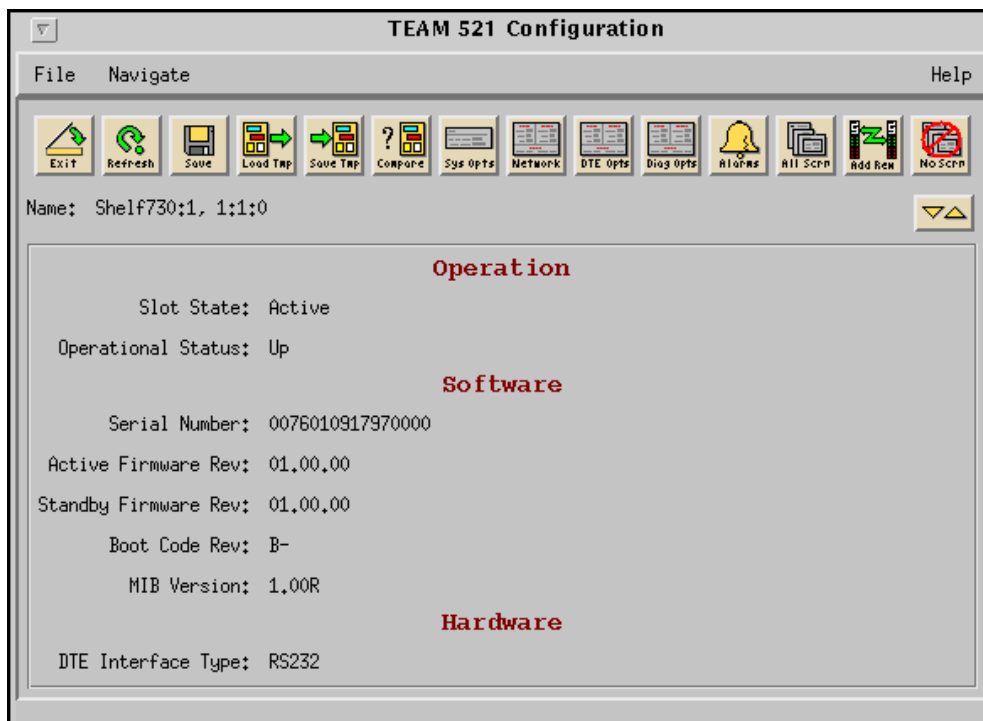 TEAM 521 Configuration
File Navigate Help
Exit Refresh Save Load Tmp Save Tmp Compare Sys Opts Network DTE Opts Diag Opts Alarms All Scrn Add Rem No Scrn
Name: Shelf730:1, 1:1:0
Operation
Slot State: Active
Operational Status: Up
Software
Serial Number: 0076010917970000
Active Firmware Rev: 01.00.00
Standby Firmware Rev: 01.00.00
Boot Code Rev: B-
MIB Version: 1.00R
Hardware
DTE Interface Type: RS232